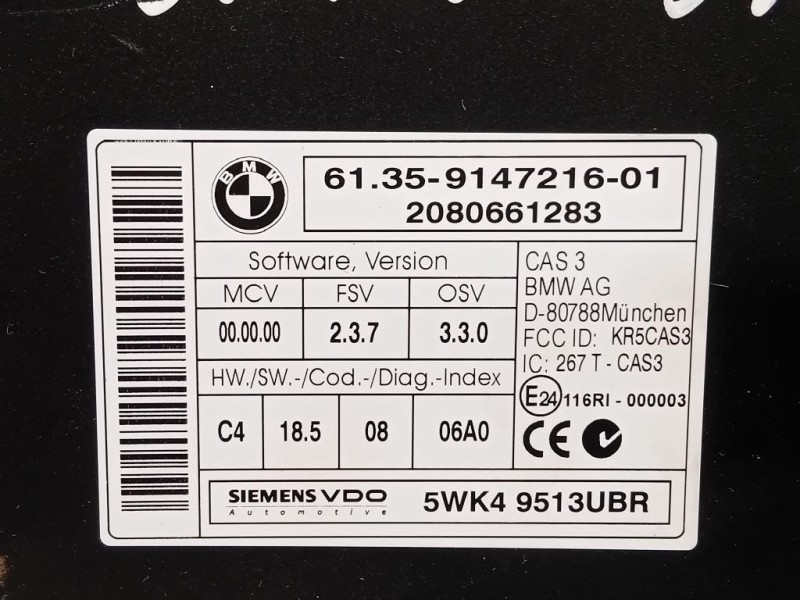 BMW
61.35-9147216-01
2080661283
Software, Version
MCV FSV OSV
00.00.00 2.3.7 3.3.0
HW./SW.-/Cod.-/Diag.-Index
C4 18.5 08 06A0
CAS 3
BMW AG
D-80788München
FCC ID: KR5CAS3
IC: 267 T - CAS3
E24 116RI - 000003
CE
SIEMENS VDO
Automotive
5WK4 9513UBR